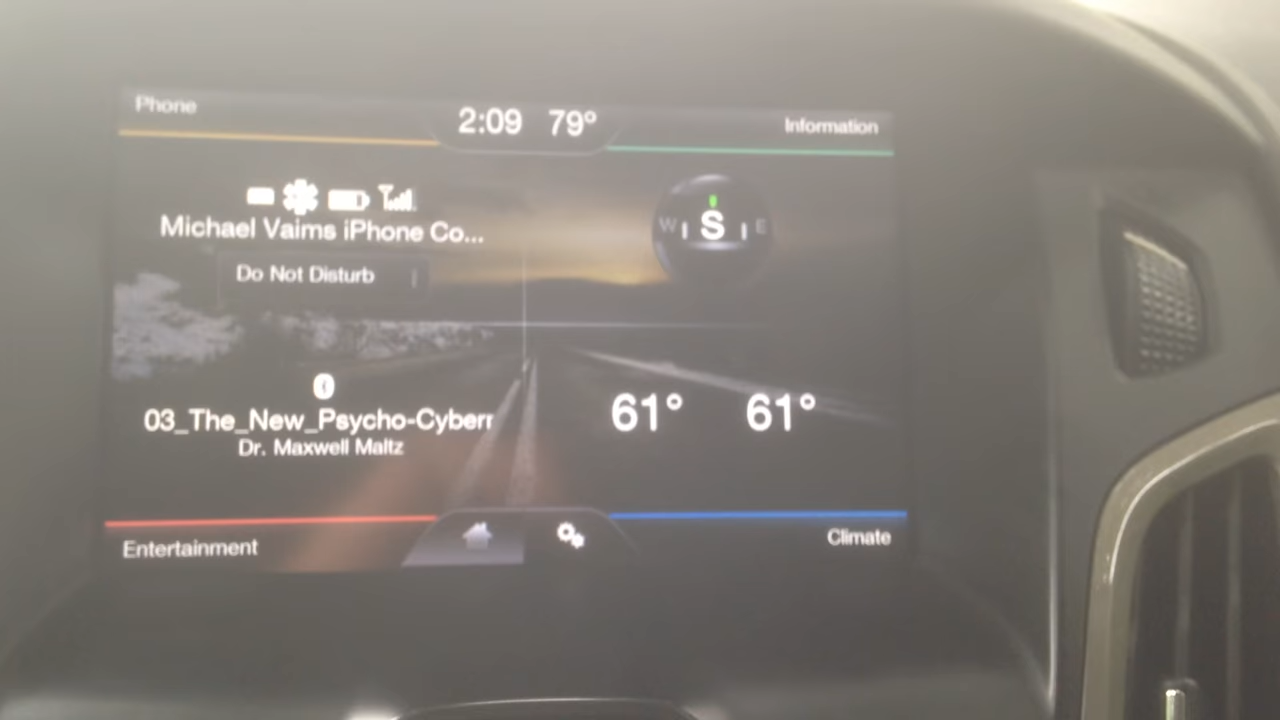 Phone
2:09 79°
Information
Michael Vaims iPhone Co...
W S E
Do Not Disturb
03_The_New_Psycho-Cyberr
Dr. Maxwell Maltz
61° 61°
Entertainment
Climate